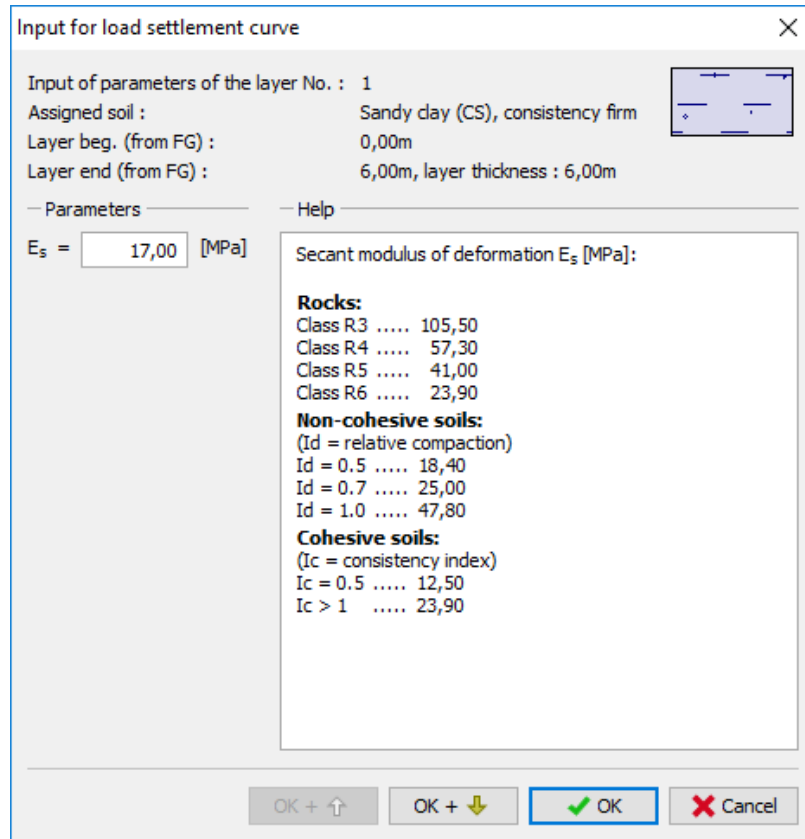 Input for load settlement curve
Input of parameters of the layer No. : 1
Assigned soil : Sandy clay (CS), consistency firm
Layer beg. (from FG) : 0,00m
Layer end (from FG) : 6,00m, layer thickness : 6,00m
Parameters
Es = 17,00 [MPa]
Help
Secant modulus of deformation Es [MPa]:
Rocks:
Class R3 ..... 105,50
Class R4 ..... 57,30
Class R5 ..... 41,00
Class R6 ..... 23,90
Non-cohesive soils:
(Id = relative compaction)
Id = 0.5 ..... 18,40
Id = 0.7 ..... 25,00
Id = 1.0 ..... 47,80
Cohesive soils:
(Ic = consistency index)
Ic = 0.5 ..... 12,50
Ic > 1 ..... 23,90
OK + OK + OK Cancel